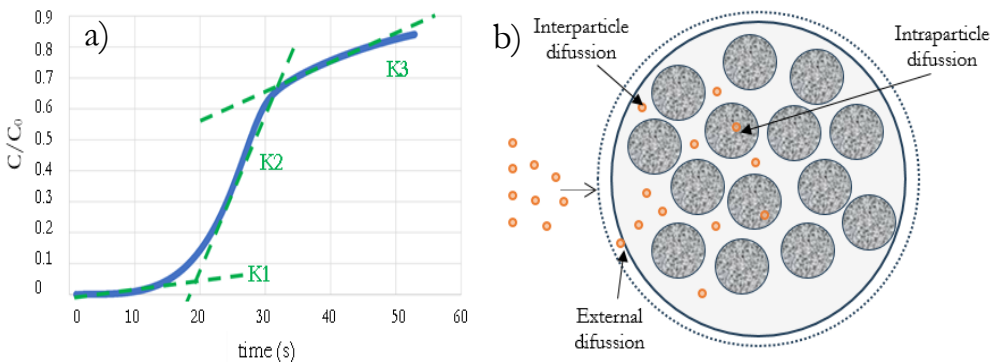 a)
C/C₀
0.9
0.8
0.7
0.6
0.5
0.4
0.3
0.2
0.1
0
0 10 20 30 40 50 60
time (s)
K1
K2
K3
b)
Interparticle
difussion
Intraparticle
difussion
External
difussion